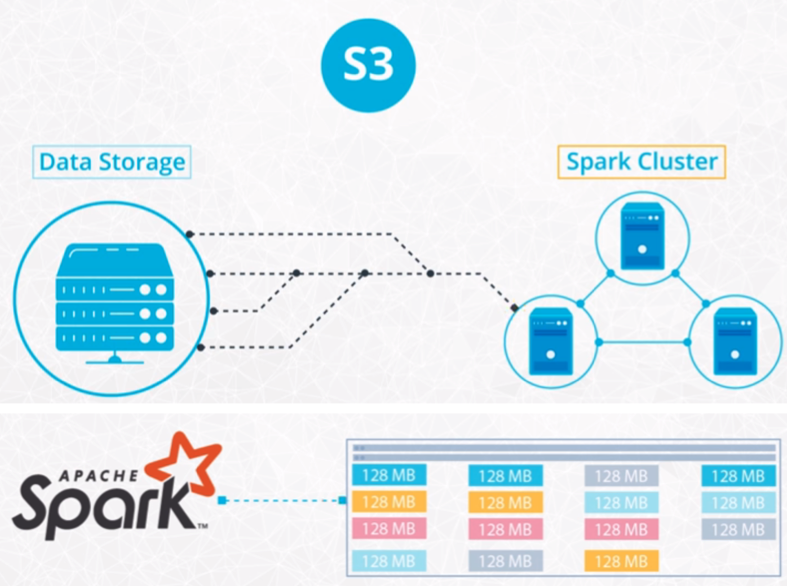 S3
Data Storage
Spark Cluster
APACHE
Spark™
128 MB 128 MB 128 MB 128 MB
128 MB 128 MB 128 MB 128 MB
128 MB 128 MB 128 MB 128 MB
128 MB 128 MB 128 MB